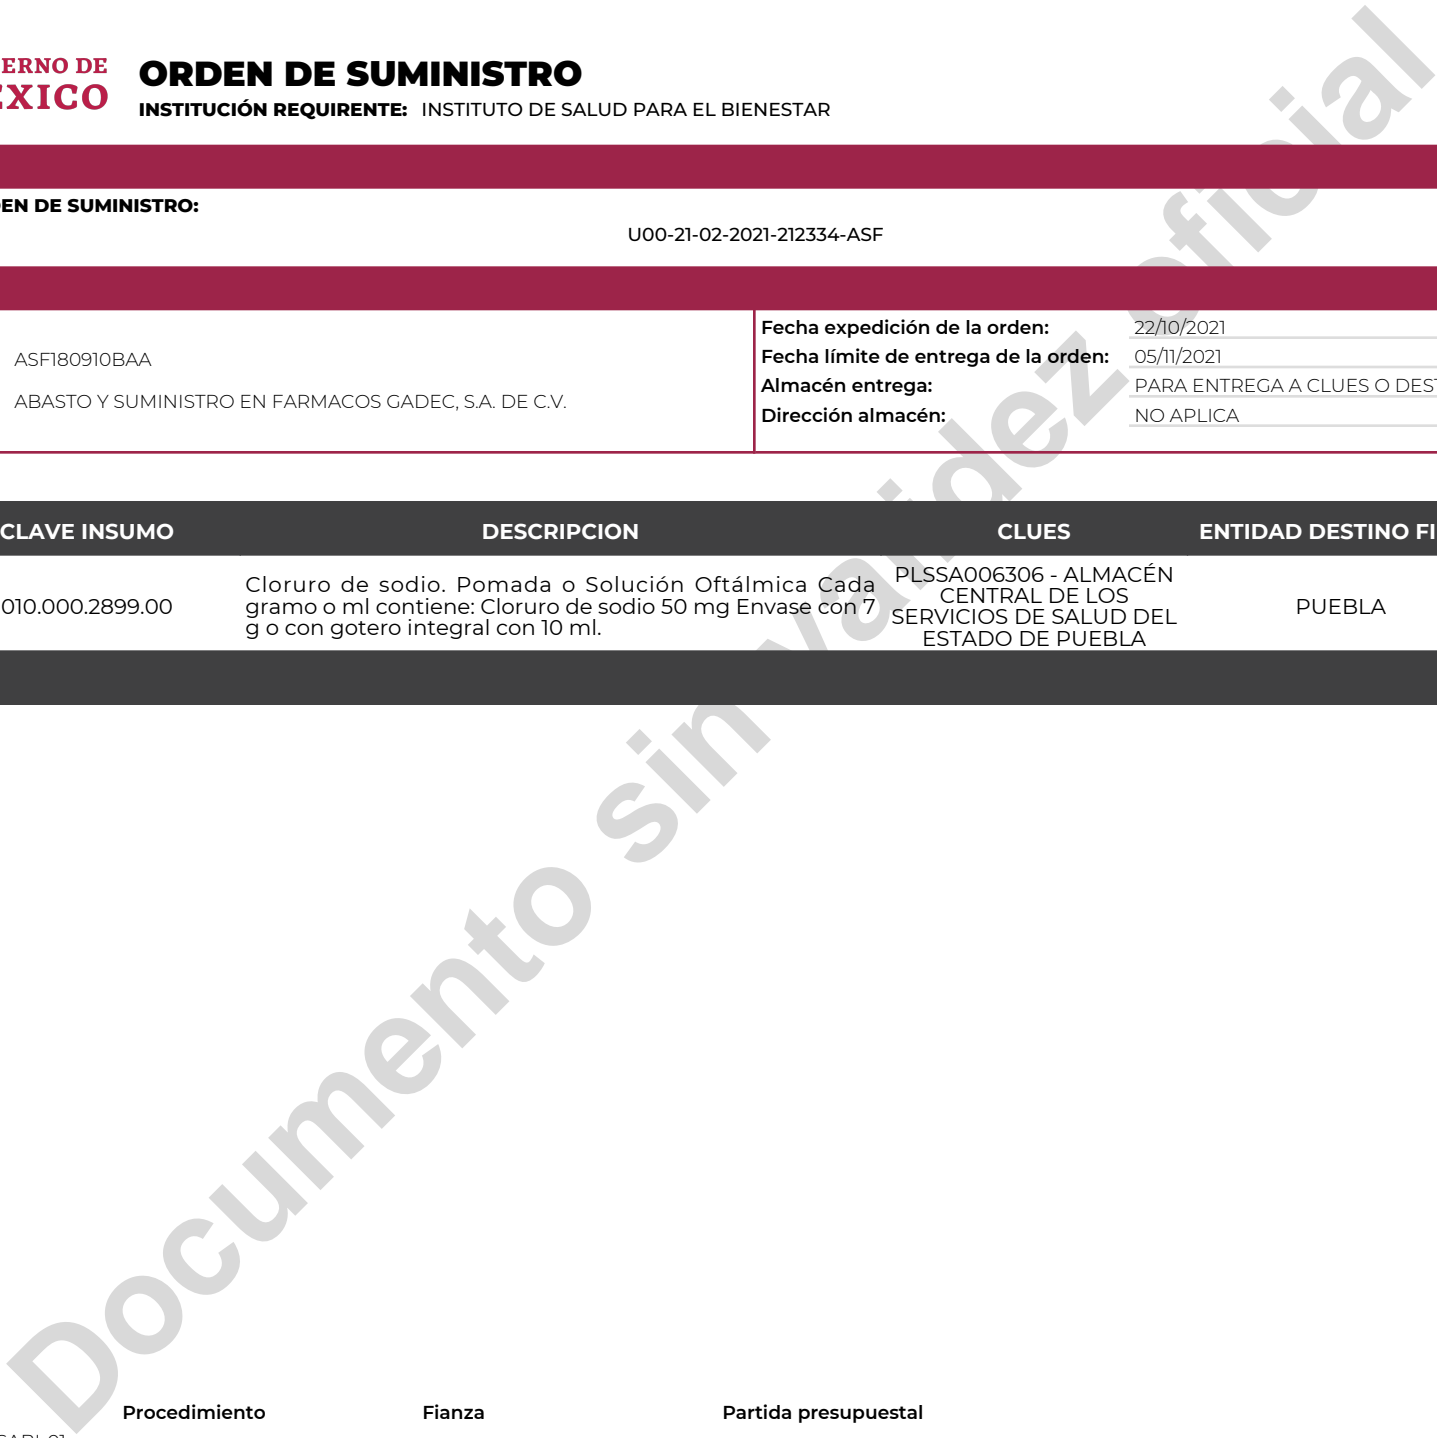 ERNO DE
EXICO
ORDEN DE SUMINISTRO
INSTITUCIÓN REQUIRENTE: INSTITUTO DE SALUD PARA EL BIENESTAR
EN DE SUMINISTRO:
U00-21-02-2021-212334-ASF
ASF180910BAA
ABASTO Y SUMINISTRO EN FARMACOS GADEC, S.A. DE C.V.
Fecha expedición de la orden: 22/10/2021
Fecha límite de entrega de la orden: 05/11/2021
Almacén entrega: PARA ENTREGA A CLUES O DEST
Dirección almacén: NO APLICA
CLAVE INSUMO DESCRIPCION CLUES ENTIDAD DESTINO FI
010.000.2899.00
Cloruro de sodio. Pomada o Solución Oftálmica Cada
gramo o ml contiene: Cloruro de sodio 50 mg Envase con 7
g o con gotero integral con 10 ml.
PLSSA006306 - ALMACÉN
CENTRAL DE LOS
SERVICIOS DE SALUD DEL
ESTADO DE PUEBLA
PUEBLA
Documento sin validez oficial
Procedimiento Fianza Partida presupuestal